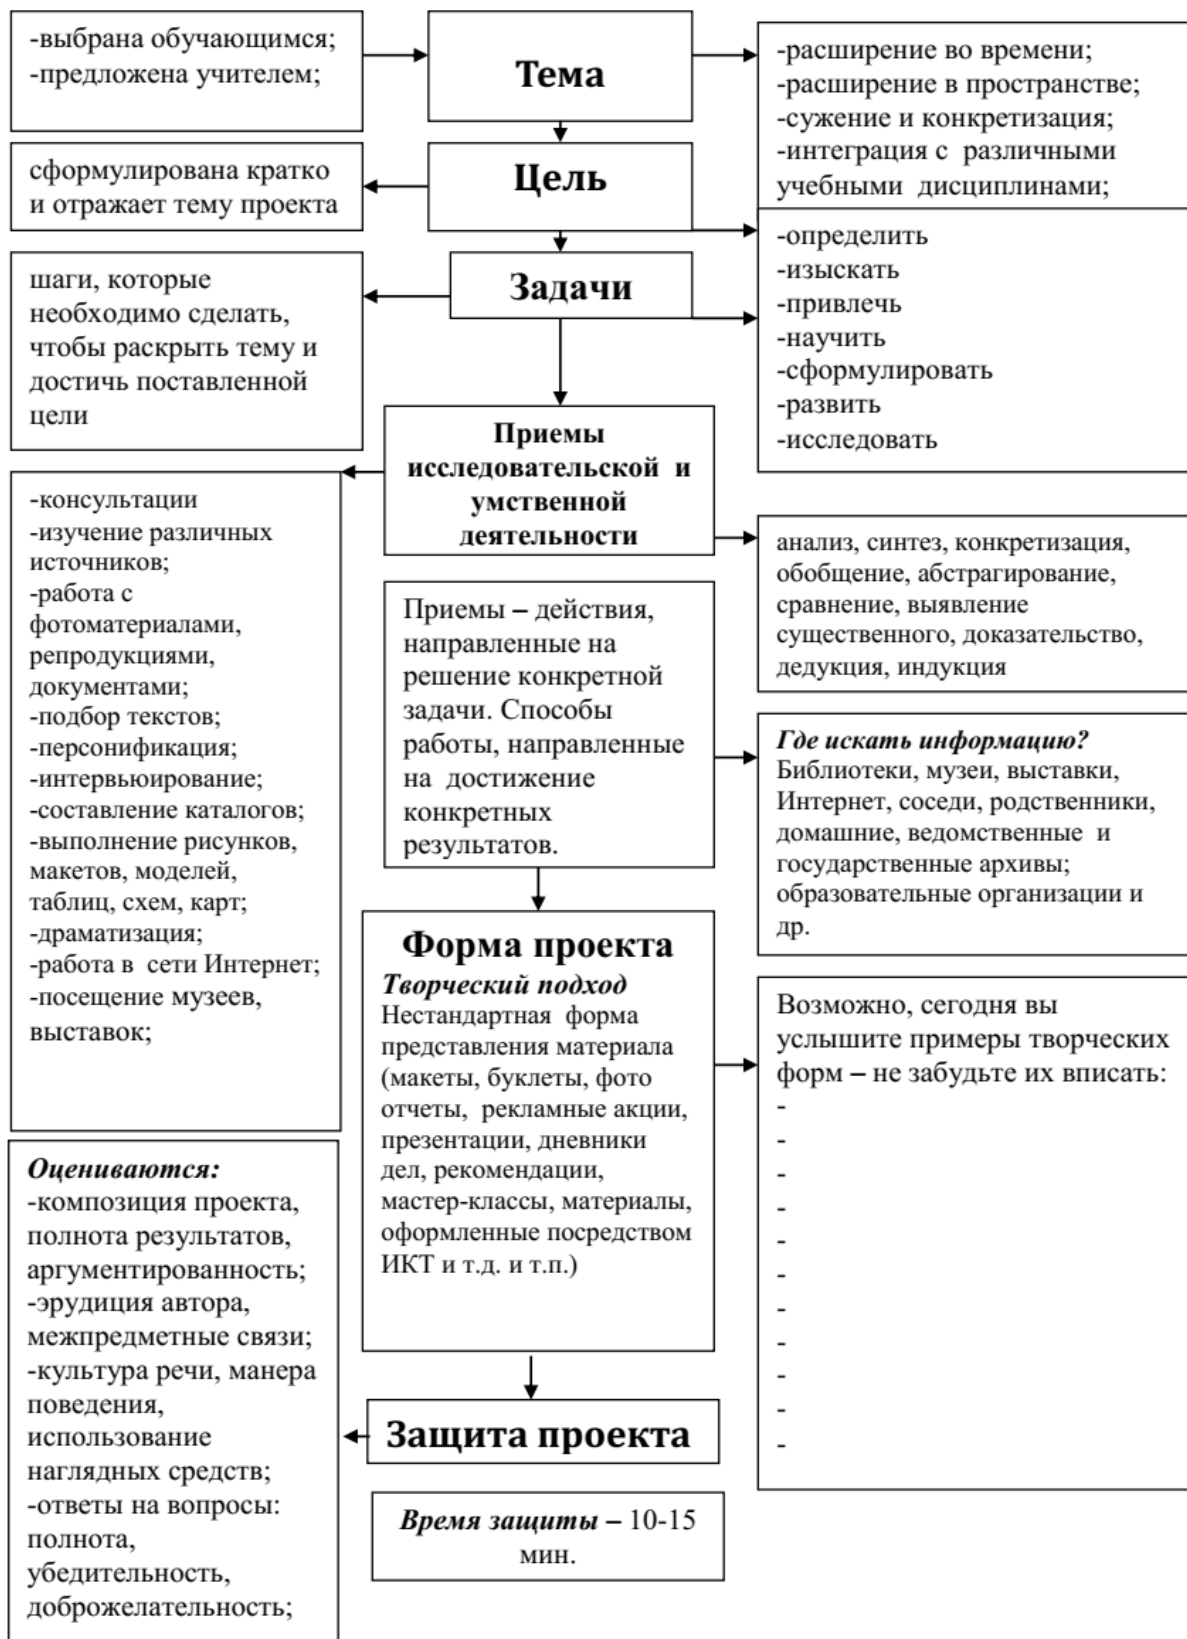 -выбрана обучающимся;
-предложена учителем;
Тема
-расширение во времени;
-расширение в пространстве;
-сужение и конкретизация;
-интеграция с различными
учебными дисциплинами;
сформулирована кратко
и отражает тему проекта
Цель
-определить
-изыскать
-привлечь
-научить
-сформулировать
-развить
-исследовать
шаги, которые
необходимо сделать,
чтобы раскрыть тему и
достичь поставленной
цели
Задачи
Приемы
исследовательской и
умственной
деятельности
-консультации
-изучение различных
источников;
-работа с
фотоматериалами,
репродукциями,
документами;
-подбор текстов;
-персонификация;
-интервьюирование;
-составление каталогов;
-выполнение рисунков,
макетов, моделей,
таблиц, схем, карт;
-драматизация;
-работа в сети Интернет;
-посещение музеев,
выставок;
анализ, синтез, конкретизация,
обобщение, абстрагирование,
сравнение, выявление
существенного, доказательство,
дедукция, индукция
Приемы – действия,
направленные на
решение конкретной
задачи. Способы
работы, направленные
на достижение
конкретных
результатов.
Где искать информацию?
Библиотеки, музеи, выставки,
Интернет, соседи, родственники,
домашние, ведомственные и
государственные архивы;
образовательные организации и
др.
Форма проекта
Творческий подход
Нестандартная форма
представления материала
(макеты, буклеты, фото
отчеты, рекламные акции,
презентации, дневники
дел, рекомендации,
мастер-классы, материалы,
оформленные посредством
ИКТ и т.д. и т.п.)
Возможно, сегодня вы
услышите примеры творческих
форм – не забудьте их вписать:
-
-
-
-
-
-
-
-
-
-
-
Оцениваются:
-композиция проекта,
полнота результатов,
аргументированность;
-эрудиция автора,
межпредметные связи;
-культура речи, манера
поведения,
использование
наглядных средств;
-ответы на вопросы:
полнота,
убедительность,
доброжелательность;
Защита проекта
Время защиты – 10-15
мин.